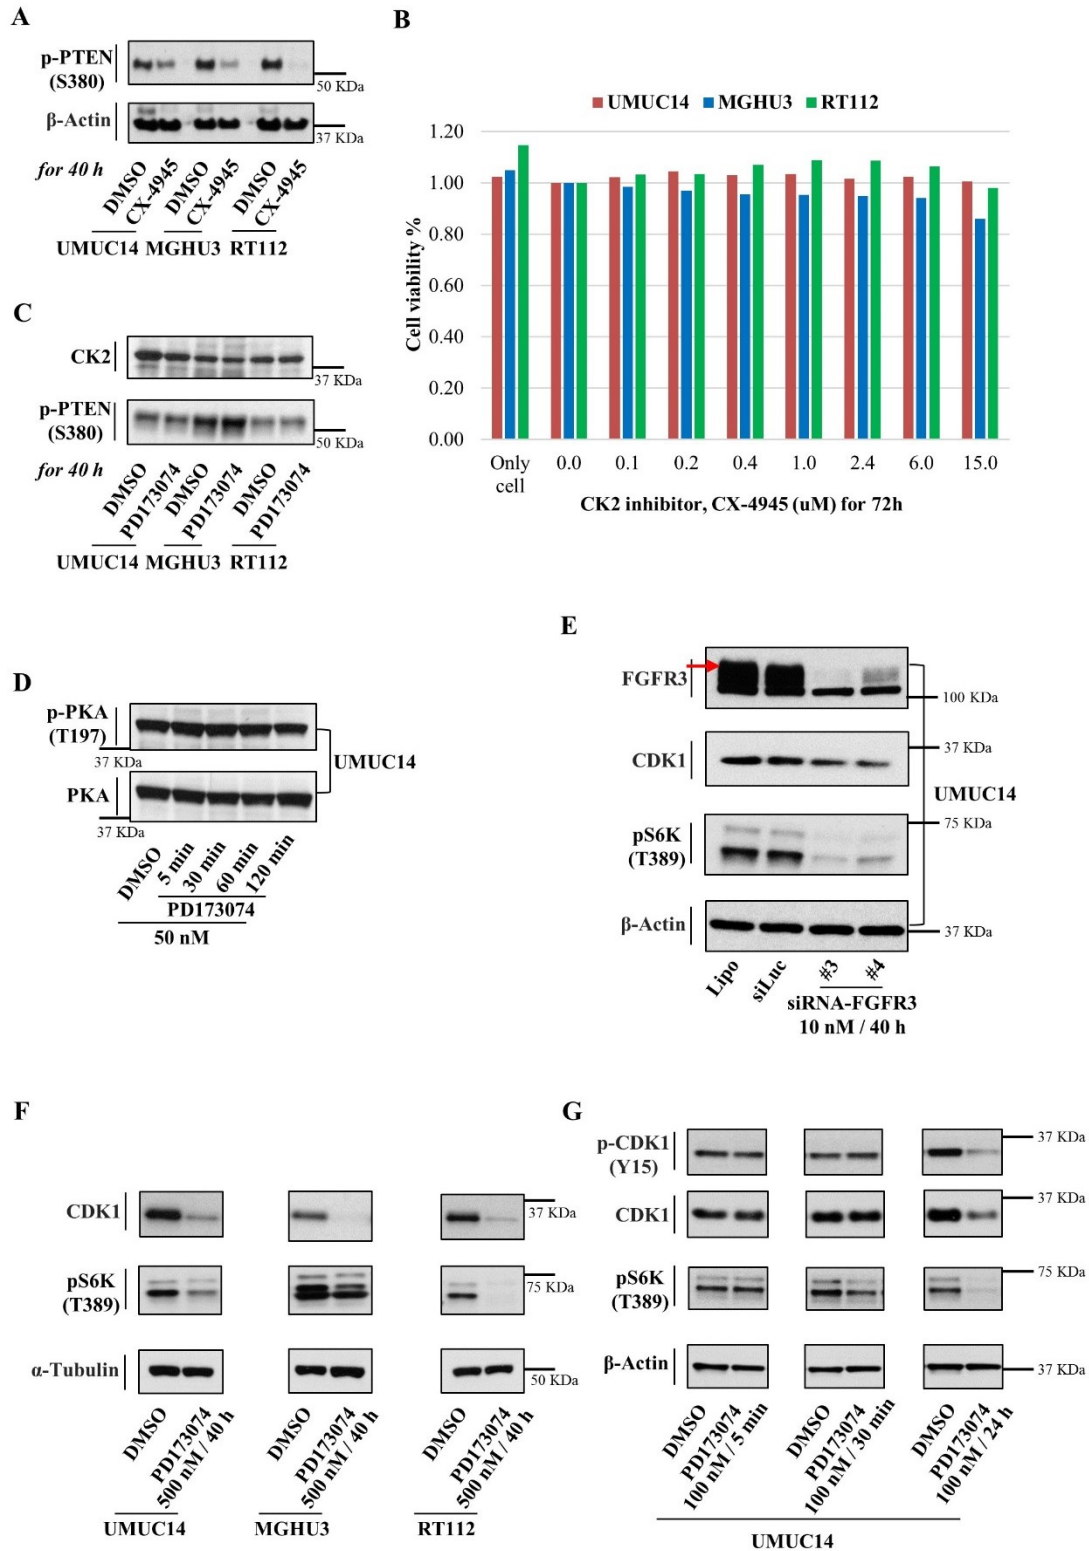 A
p-PTEN
(S380)
50 KDa
β-Actin
37 KDa
for 40 h
DMSO
CX-4945
DMSO
CX-4945
DMSO
CX-4945
UMUC14 MGHU3 RT112
B
UMUC14 MGHU3 RT112
Cell viability %
1.20
1.00
0.80
0.60
0.40
0.20
0.00
Only cell 0.0 0.1 0.2 0.4 1.0 2.4 6.0 15.0
CK2 inhibitor, CX-4945 (uM) for 72h
C
CK2
37 KDa
p-PTEN
(S380)
50 KDa
for 40 h
DMSO
PD173074
DMSO
PD173074
DMSO
PD173074
UMUC14 MGHU3 RT112
D
p-PKA
(T197)
37 KDa
PKA
37 KDa
UMUC14
DMSO
5 min
30 min
60 min
120 min
PD173074
50 nM
E
FGFR3
100 KDa
CDK1
37 KDa
UMUC14
pS6K
(T389)
75 KDa
β-Actin
37 KDa
Lipo
siLuc
#3
#4
siRNA-FGFR3
10 nM / 40 h
F
CDK1
37 KDa
pS6K
(T389)
75 KDa
α-Tubulin
50 KDa
DMSO
PD173074
500 nM / 40 h
DMSO
PD173074
500 nM / 40 h
DMSO
PD173074
500 nM / 40 h
UMUC14
MGHU3
RT112
G
p-CDK1
(Y15)
37 KDa
CDK1
37 KDa
pS6K
(T389)
75 KDa
β-Actin
37 KDa
DMSO
PD173074
100 nM / 5 min
DMSO
PD173074
100 nM / 30 min
DMSO
PD173074
100 nM / 24 h
UMUC14